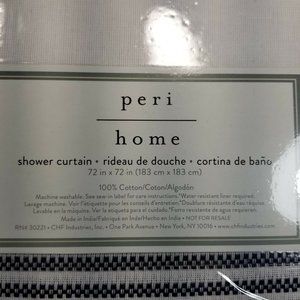 peri
home
shower curtain • rideau de douche • cortina de baño
72 in x 72 in (183 cm x 183 cm)
100% Cotton/Coton/Algodón
Machine washable. See sew-in label for care instructions.*Water resistant liner required.
Lavage machine. Voir l'étiquette pour les conseils d'entretien.*Doublure résistante d'eau requise.
Lavable en la máquina. Ver la etiqueta para el cuidado.*Forro resistente de agua requieren.
Made in India/Fabriqué en Inde/Hecho en India • NOT FOR RESALE
RN# 30221 • CHF Industries, Inc. • One Park Avenue • New York, NY 10016 • www.chfindustries.com